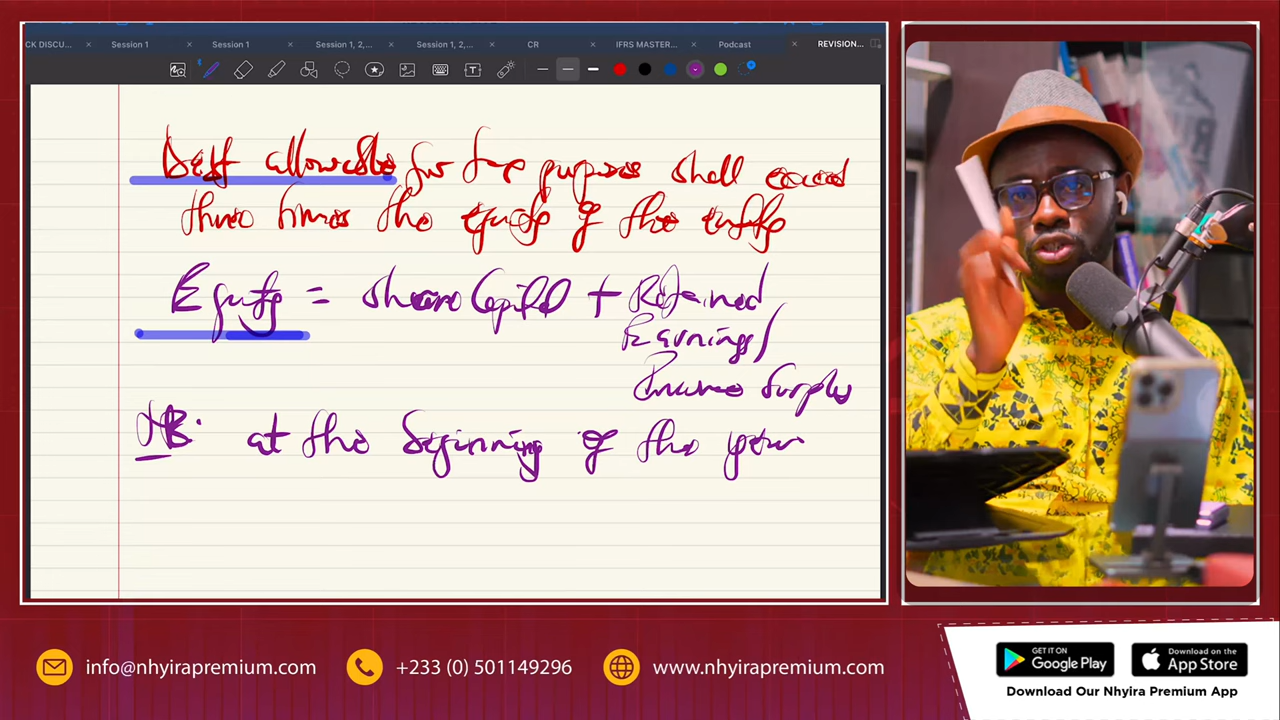 CK DISCU...
Session 1
Session 1
Session 1, 2,...
Session 1, 2,...
CR
IFRS MASTER...
Podcast
REVISION...
Debt allowable for tax purposes shall exceed
three times the equity of the entity
Equity = share Capital + Retained
Earnings/
Income Surplus
NB. at the beginning of the year
info@nhyirapremium.com
+233 (0) 501149296
www.nhyirapremium.com
GET IT ON
Google Play
Download on the
App Store
Download Our Nhyira Premium App